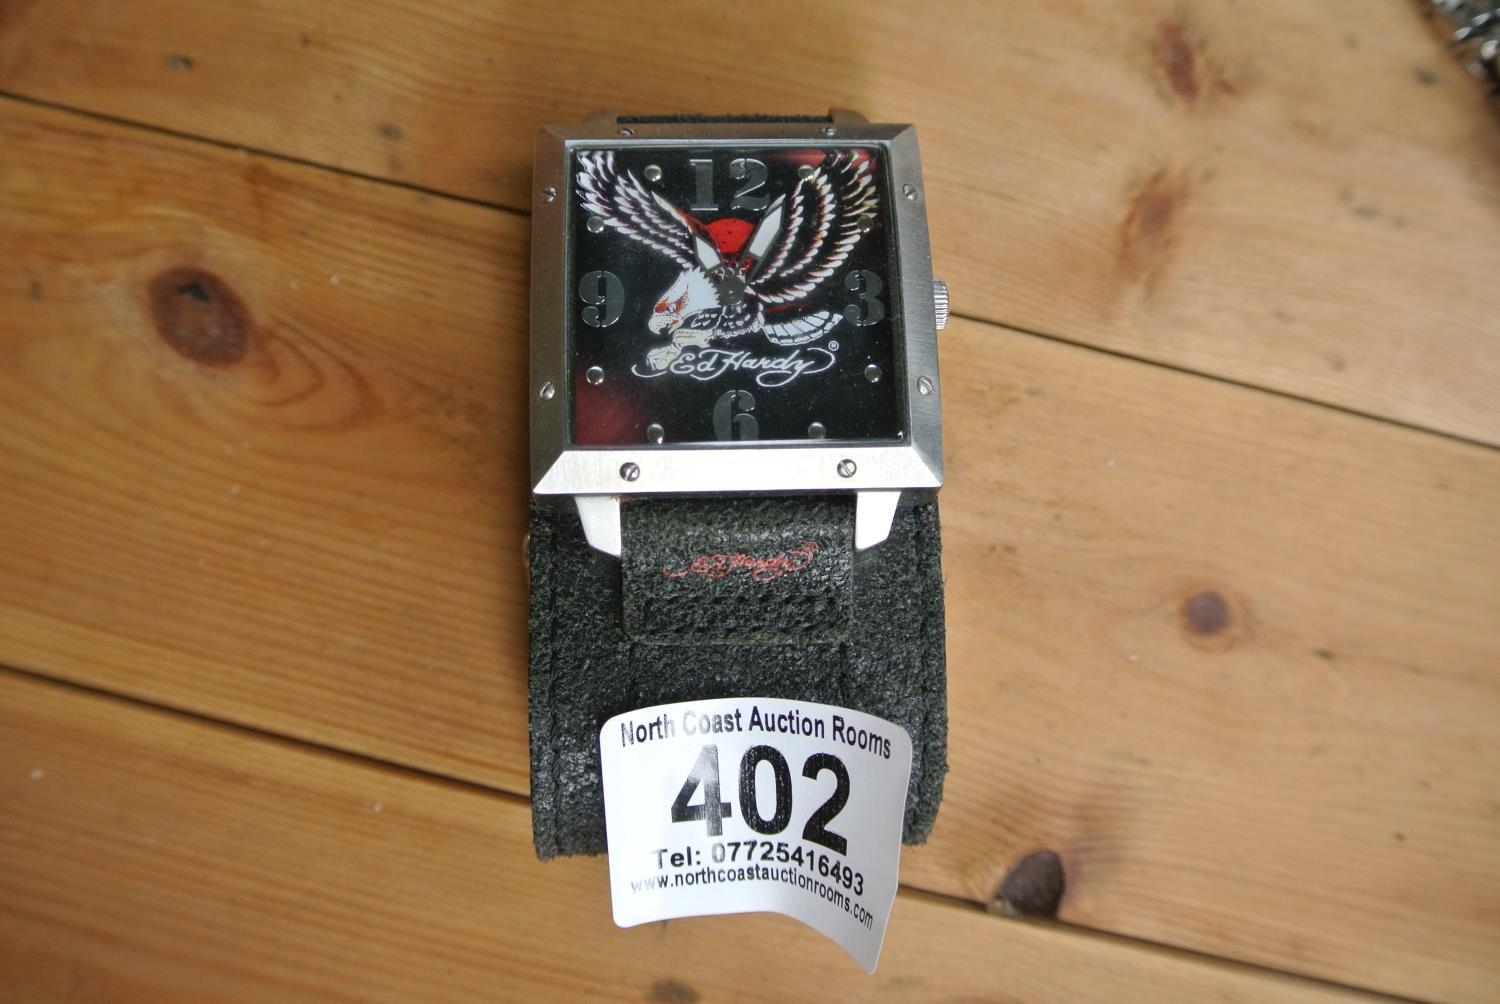 12
9
3
Ed Hardy®
6
Ed Hardy
North Coast Auction Rooms
402
Tel: 07725416493
www.northcoastauctionrooms.com